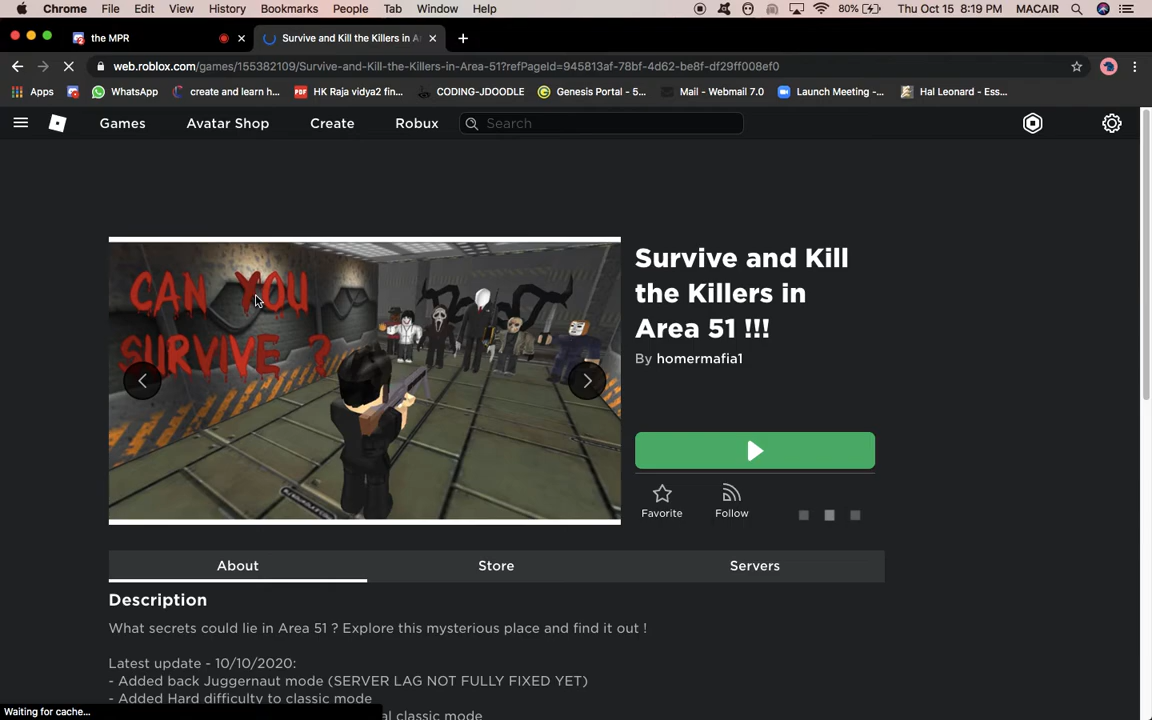 Chrome File Edit View History Bookmarks People Tab Window Help 80% Thu Oct 15 8:19 PM MACAIR
the MPR Survive and Kill the Killers in A
web.roblox.com/games/155382109/Survive-and-Kill-the-Killers-in-Area-51?refPageId=945813af-78bf-4d62-be8f-df29ff008ef0
Apps WhatsApp create and learn h... HK Raja vidya2 fin... CODING-JDOODLE Genesis Portal - 5... Mail - Webmail 7.0 Launch Meeting -... Hal Leonard - Ess...
Games Avatar Shop Create Robux Search
CAN YOU
SURVIVE ?
Survive and Kill
the Killers in
Area 51 !!!
By homermafia1
Favorite Follow
About Store Servers
Description
What secrets could lie in Area 51 ? Explore this mysterious place and find it out !
Latest update - 10/10/2020:
- Added back Juggernaut mode (SERVER LAG NOT FULLY FIXED YET)
- Added Hard difficulty to classic mode
al classic mode
Waiting for cache...